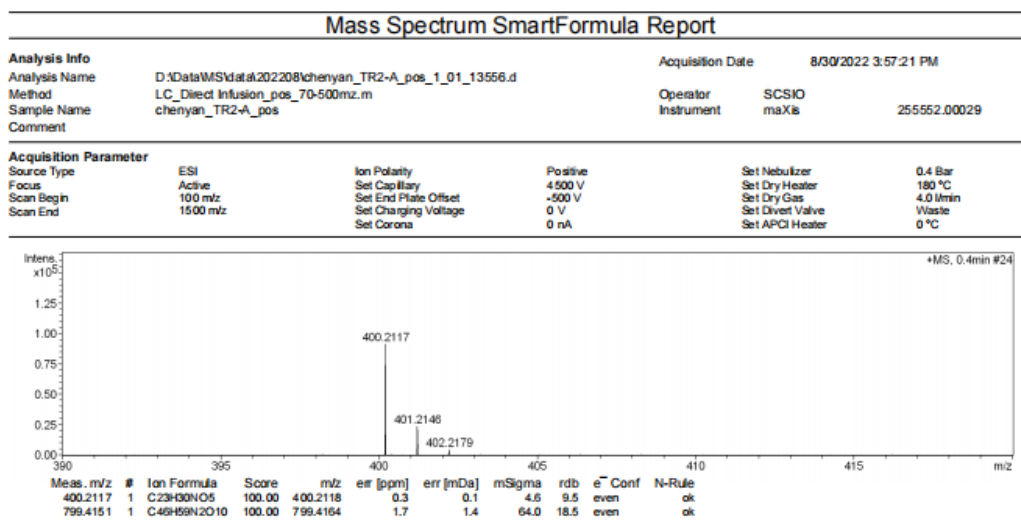 Mass Spectrum SmartFormula Report
Analysis Info
Acquisition Date 8/30/2022 3:57:21 PM
Analysis Name D:\Data\MS\data\202208\chenyan_TR2-A_pos_1_01_13556.d
Method LC_Direct Infusion_pos_70-500mz.m
Operator SCSIO
Sample Name chenyan_TR2-A_pos
Instrument maXis 255552.00029
Comment
Acquisition Parameter
Source Type ESI Ion Polarity Positive Set Nebulizer 0.4 Bar
Focus Active Set Capillary 4500 V Set Dry Heater 180 °C
Scan Begin 100 m/z Set End Plate Offset -500 V Set Dry Gas 4.0 l/min
Scan End 1500 m/z Set Charging Voltage 0 V Set Divert Valve Waste
Set Corona 0 nA Set APCI Heater 0 °C
Intens.
x105
+MS, 0.4min #24
1.25
1.00
400.2117
0.75
0.50
0.25
401.2146
402.2179
0.00
390 395 400 405 410 415 m/z
Meas. m/z # Ion Formula Score m/z err [ppm] err [mDa] mSigma rdb e⁻ Conf N-Rule
400.2117 1 C23H30NO5 100.00 400.2118 0.3 0.1 4.6 9.5 even ok
799.4151 1 C46H59N2O10 100.00 799.4164 1.7 1.4 64.0 18.5 even ok